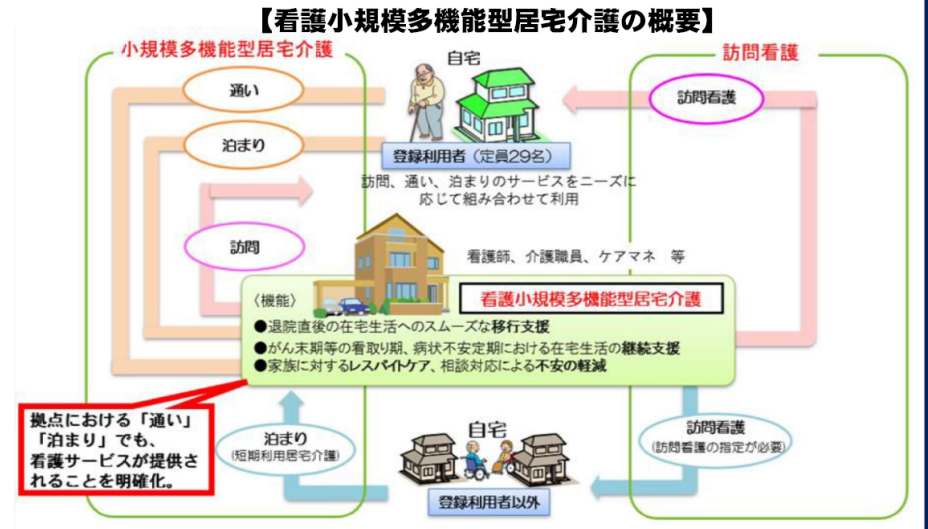 【看護小規模多機能型居宅介護の概要】
小規模多機能型居宅介護
自宅
訪問看護
通い
訪問看護
泊まり
登録利用者（定員29名）
訪問、通い、泊まりのサービスをニーズに
応じて組み合わせて利用
訪問
看護師、介護職員、ケアマネ　等
〈機能〉
看護小規模多機能型居宅介護
●退院直後の在宅生活へのスムーズな移行支援
●がん末期等の看取り期、病状不安定期における在宅生活の継続支援
●家族に対するレスパイトケア、相談対応による不安の軽減
拠点における「通い」
「泊まり」でも、
看護サービスが提供さ
れることを明確化。
泊まり
(短期利用居宅介護)
自宅
訪問看護
(訪問看護の指定が必要)
登録利用者以外